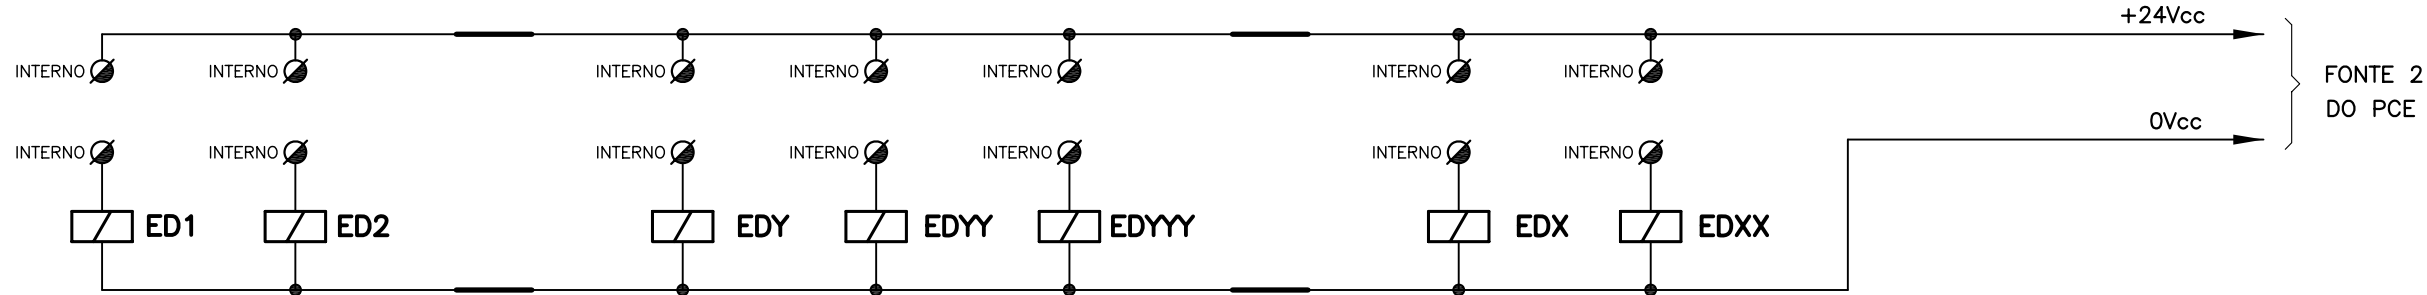 +24Vcc
INTERNO INTERNO INTERNO INTERNO INTERNO INTERNO INTERNO
FONTE 2
DO PCE
0Vcc
INTERNO INTERNO INTERNO INTERNO INTERNO INTERNO INTERNO
ED1 ED2 EDY EDYY EDYYY EDX EDXX